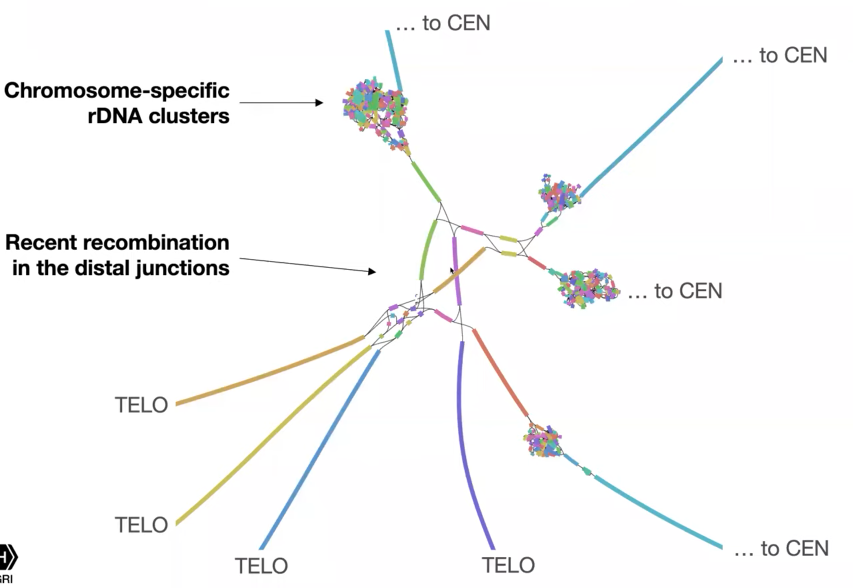 ... to CEN
... to CEN
Chromosome-specific
rDNA clusters
Recent recombination
in the distal junctions
... to CEN
TELO
TELO
TELO
TELO
... to CEN